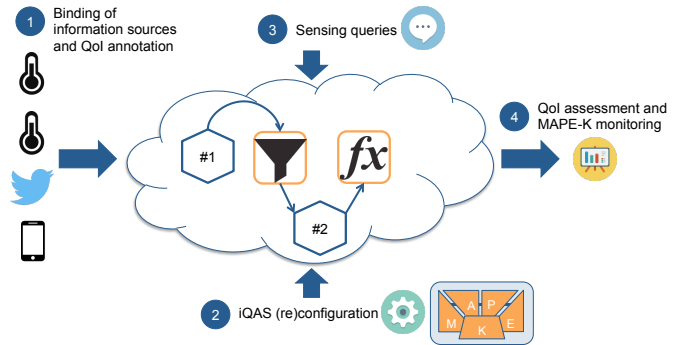 1
Binding of
information sources
and QoI annotation
3
Sensing queries
4
QoI assessment and
MAPE-K monitoring
#1
fx
#2
2
iQAS (re)configuration
M
A
P
E
K